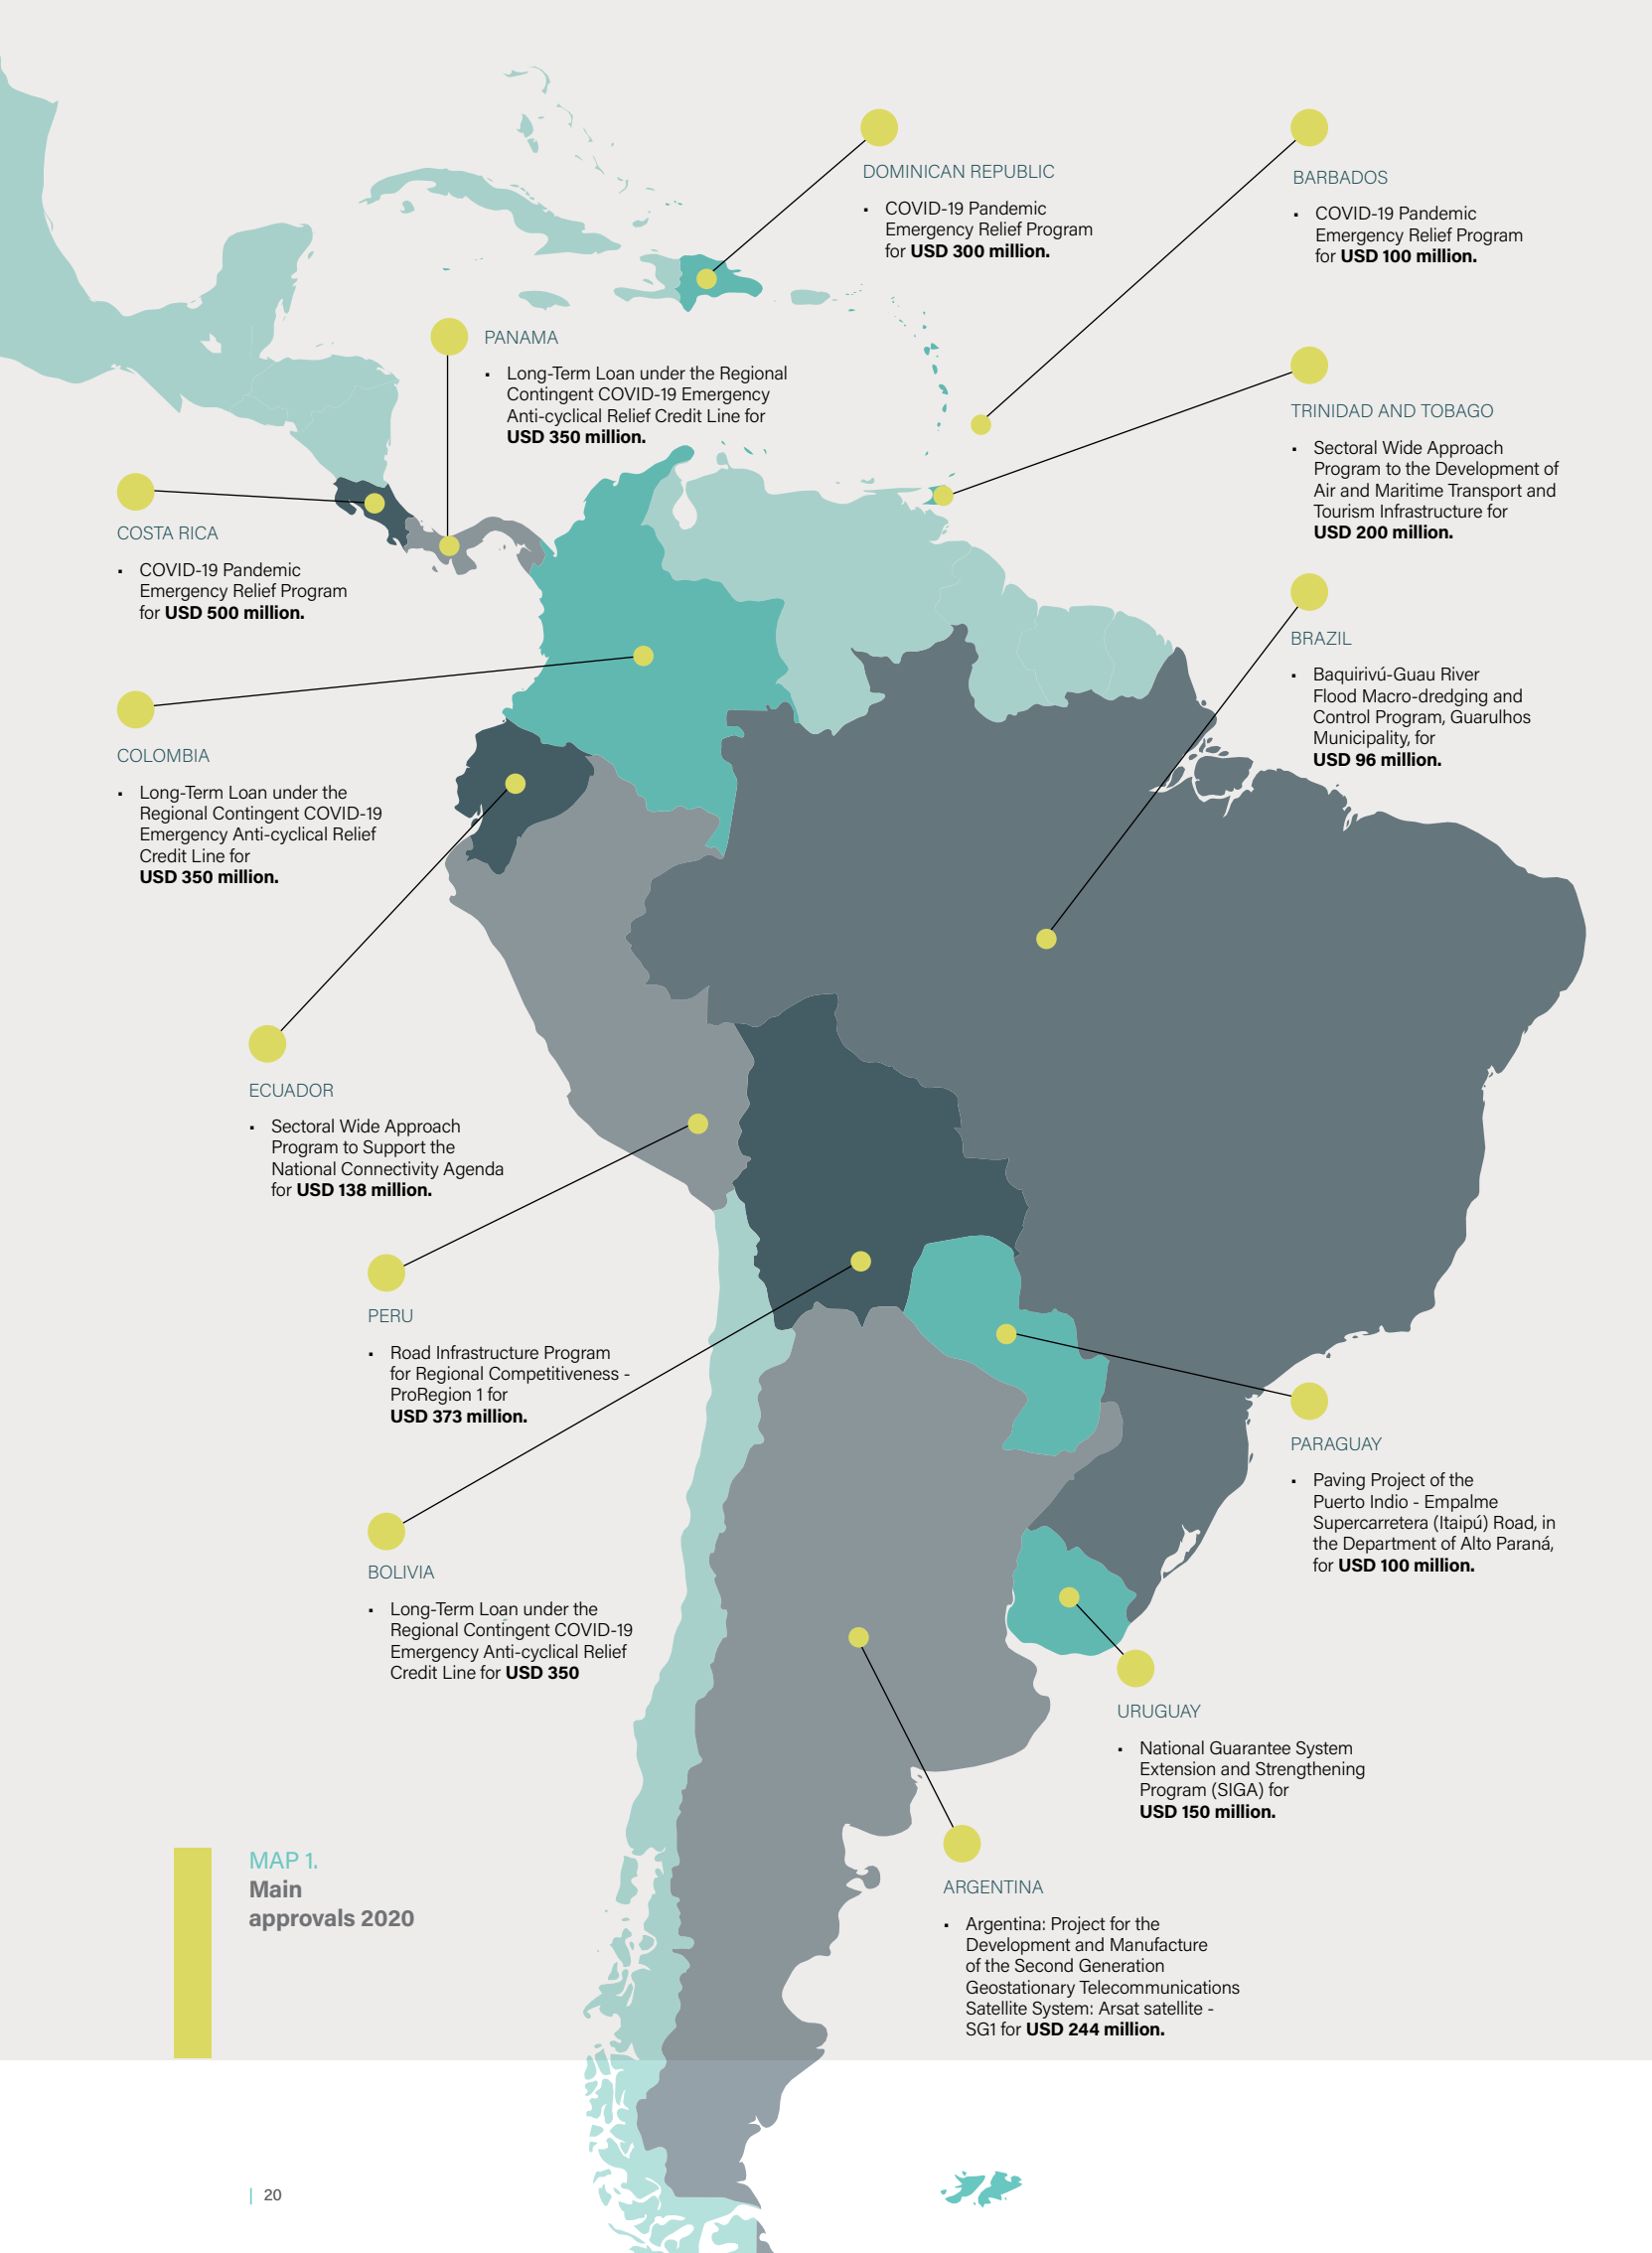 DOMINICAN REPUBLIC
▪ COVID-19 Pandemic
Emergency Relief Program
for USD 300 million.
BARBADOS
▪ COVID-19 Pandemic
Emergency Relief Program
for USD 100 million.
PANAMA
▪ Long-Term Loan under the Regional
Contingent COVID-19 Emergency
Anti-cyclical Relief Credit Line for
USD 350 million.
TRINIDAD AND TOBAGO
▪ Sectoral Wide Approach
Program to the Development of
Air and Maritime Transport and
Tourism Infrastructure for
USD 200 million.
COSTA RICA
▪ COVID-19 Pandemic
Emergency Relief Program
for USD 500 million.
BRAZIL
▪ Baquirivú-Guau River
Flood Macro-dredging and
Control Program, Guarulhos
Municipality, for
USD 96 million.
COLOMBIA
▪ Long-Term Loan under the
Regional Contingent COVID-19
Emergency Anti-cyclical Relief
Credit Line for
USD 350 million.
ECUADOR
▪ Sectoral Wide Approach
Program to Support the
National Connectivity Agenda
for USD 138 million.
PERU
▪ Road Infrastructure Program
for Regional Competitiveness -
ProRegion 1 for
USD 373 million.
PARAGUAY
▪ Paving Project of the
Puerto Indio - Empalme
Supercarretera (Itaipú) Road, in
the Department of Alto Paraná,
for USD 100 million.
BOLIVIA
▪ Long-Term Loan under the
Regional Contingent COVID-19
Emergency Anti-cyclical Relief
Credit Line for USD 350
URUGUAY
▪ National Guarantee System
Extension and Strengthening
Program (SIGA) for
USD 150 million.
ARGENTINA
▪ Argentina: Project for the
Development and Manufacture
of the Second Generation
Geostationary Telecommunications
Satellite System: Arsat satellite -
SG1 for USD 244 million.
MAP 1.
Main
approvals 2020
| 20